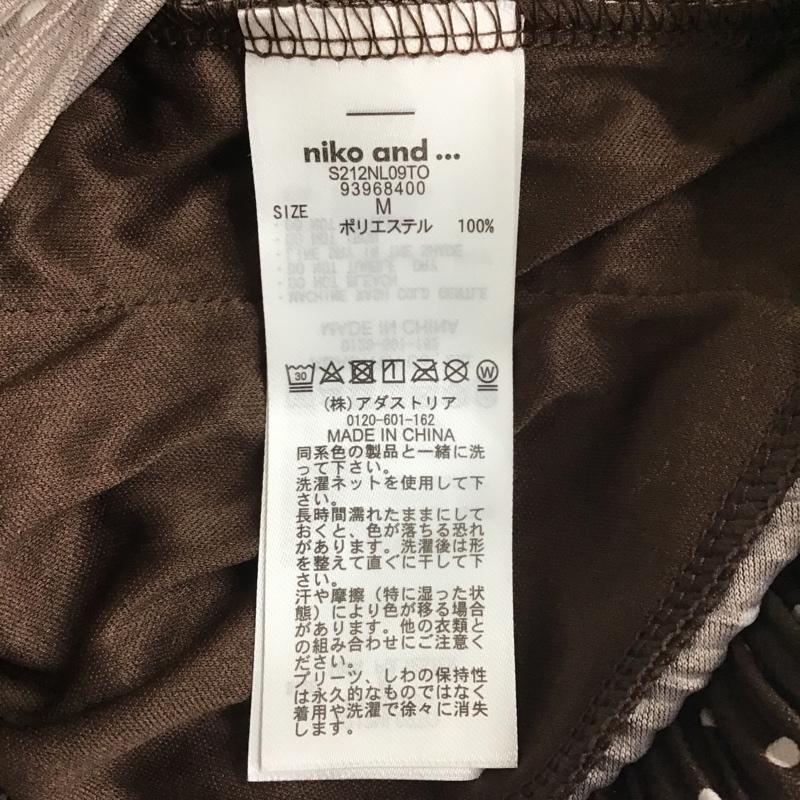 niko and ...
S212NL09TO
93968400
SIZE M
ポリエステル 100%
30 W
(株)アダストリア
0120-601-162
MADE IN CHINA
同系色の製品と一緒に洗
って下さい。
洗濯ネットを使用して下
さい。
長時間濡れたままにして
おくと、色が落ちる恐れ
があります。洗濯後は形
を整えて直ぐに干して下
さい。
汗や摩擦(特に湿った状
態)により色が移る場合
があります。他の衣類と
の組み合わせにご注意く
ださい。
プリーツ、しわの保持性
は永久的なものではなく
着用や洗濯で徐々に消失
します。